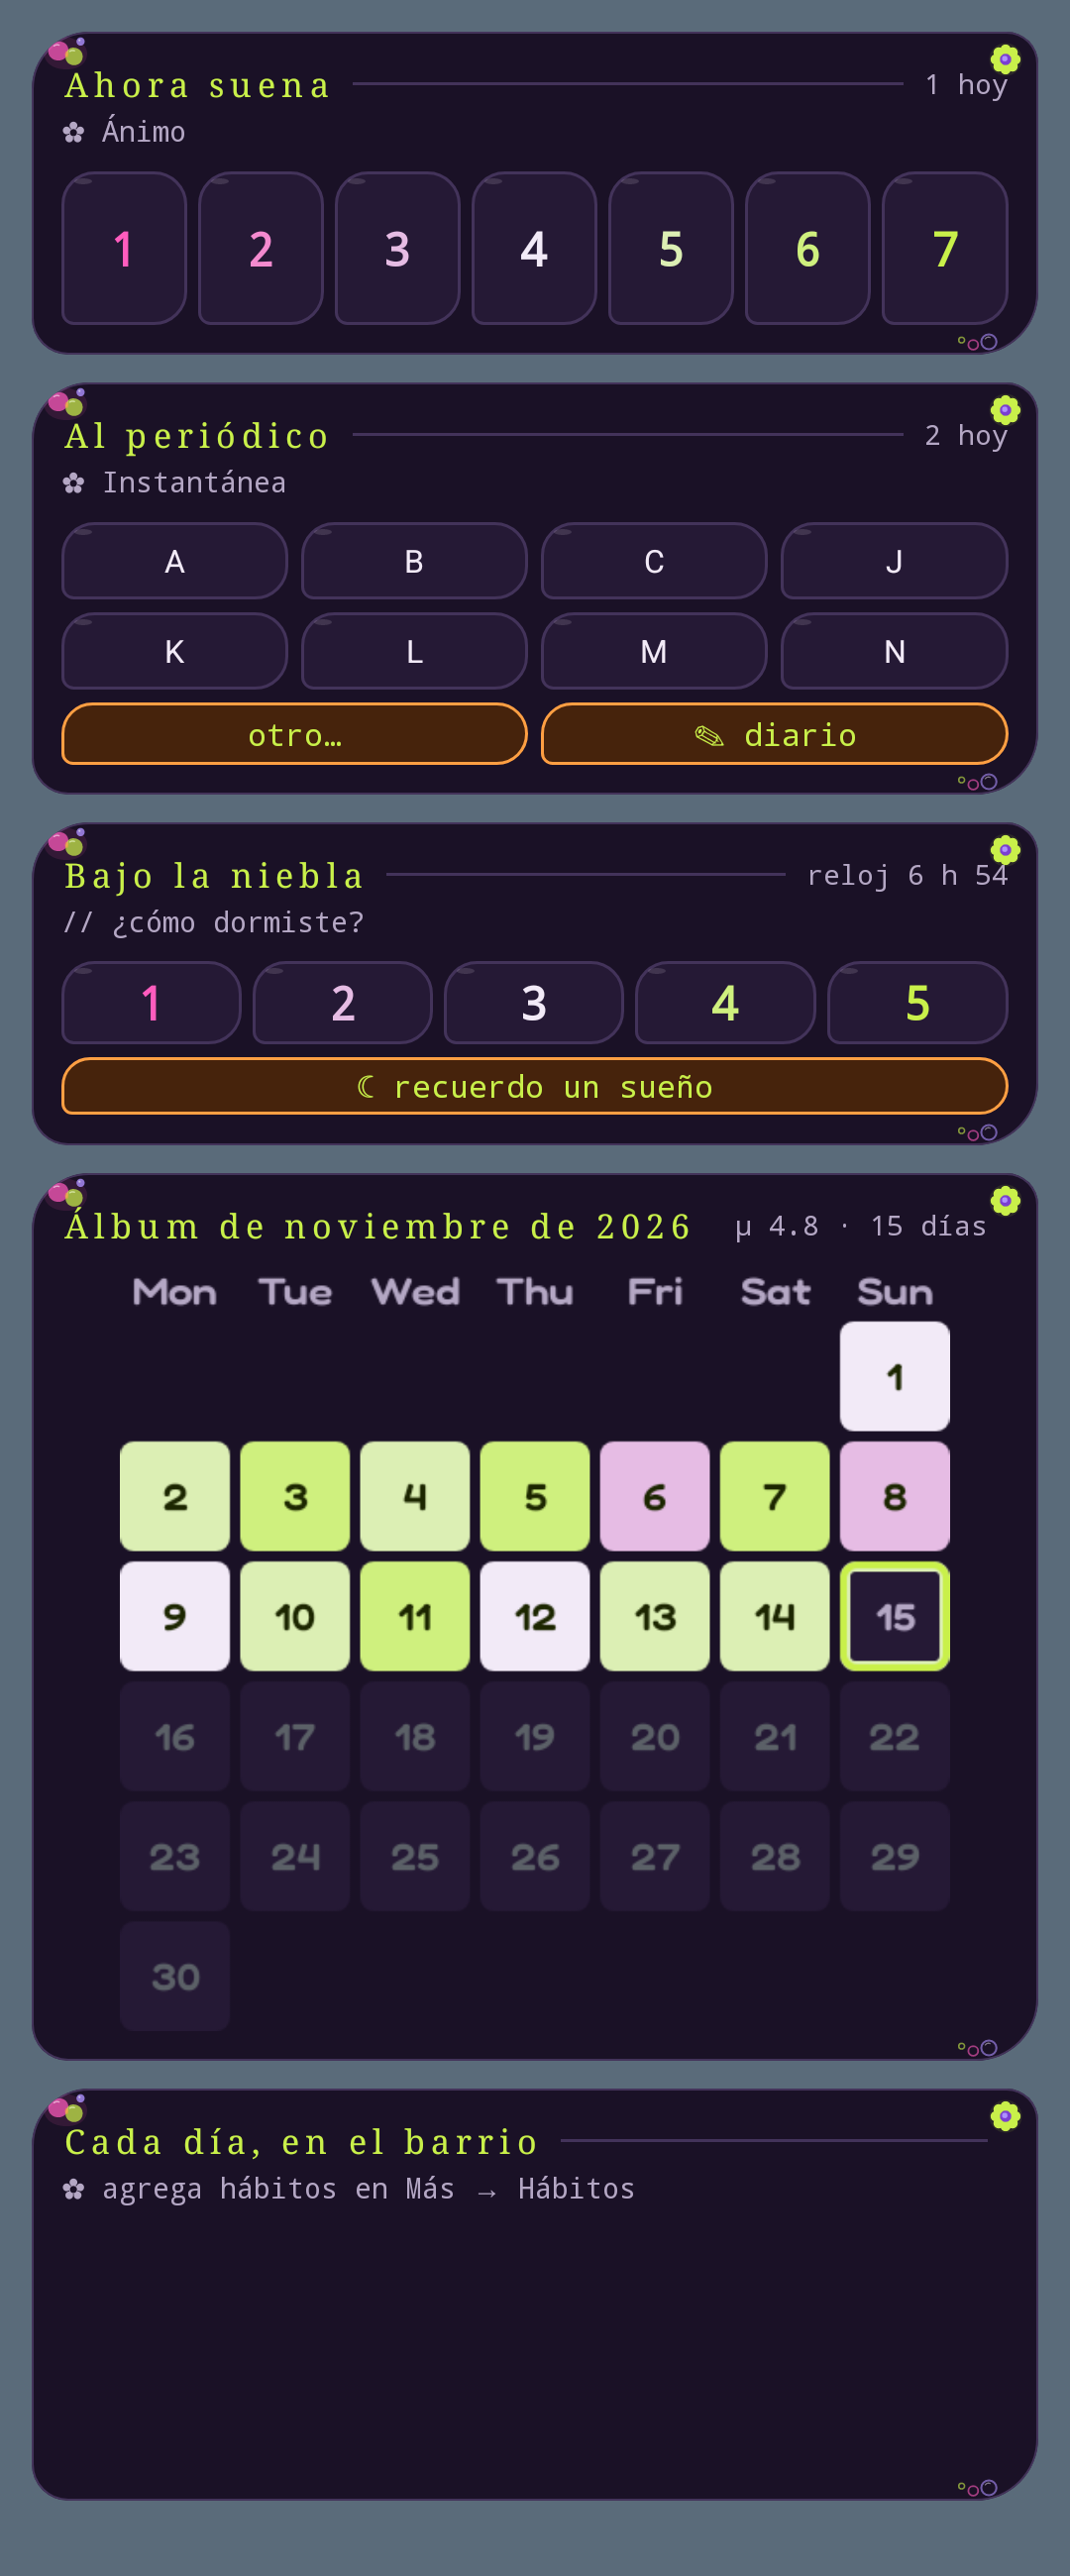 Ahora suena 1 hoy
✿ Ánimo
1 2 3 4 5 6 7
Al periódico 2 hoy
✿ Instantánea
A B C J
K L M N
otro… ✎ diario
Bajo la niebla reloj 6 h 54
// ¿cómo dormiste?
1 2 3 4 5
☾ recuerdo un sueño
Álbum de noviembre de 2026 µ 4.8 · 15 días
Mon Tue Wed Thu Fri Sat Sun
1
2 3 4 5 6 7 8
9 10 11 12 13 14 15
16 17 18 19 20 21 22
23 24 25 26 27 28 29
30
Cada día, en el barrio
✿ agrega hábitos en Más → Hábitos